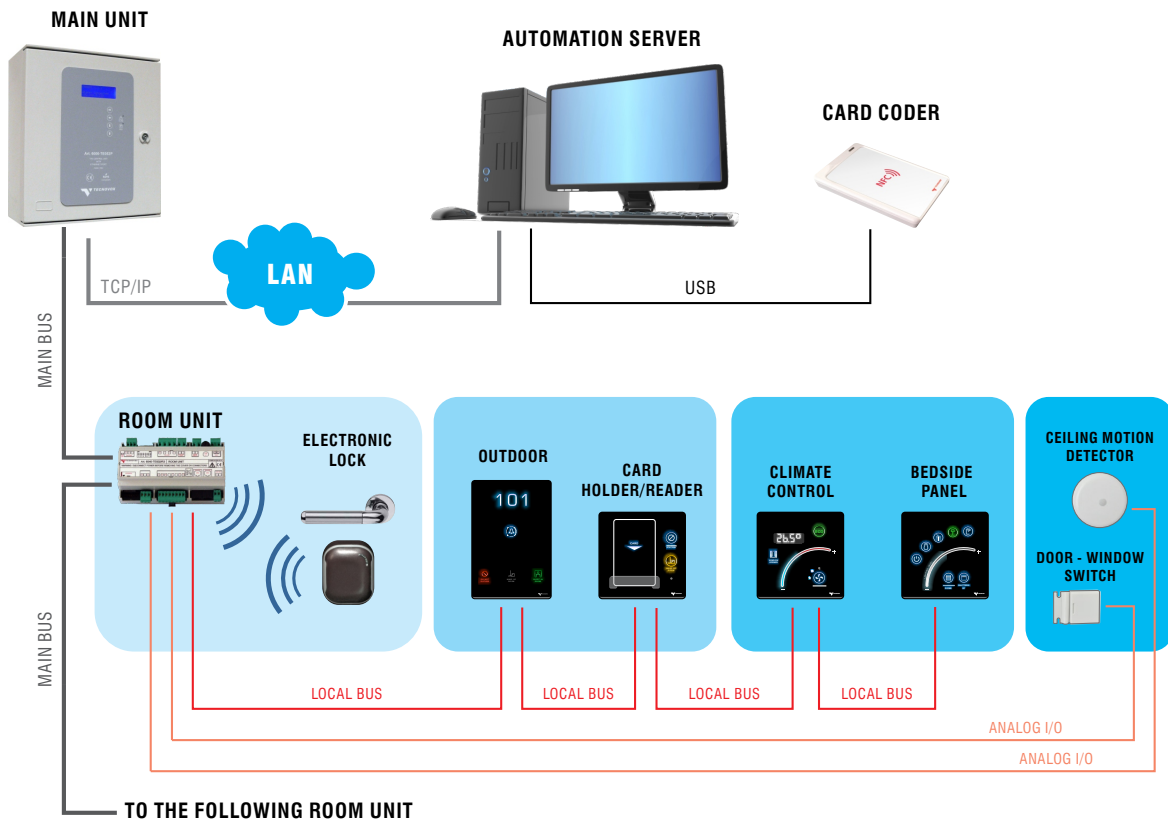 MAIN UNIT
AUTOMATION SERVER
CARD CODER
NFC
LAN
TCP/IP
USB
MAIN BUS
ROOM UNIT
ELECTRONIC
LOCK
OUTDOOR
101
CARD
HOLDER/READER
CARD
CLIMATE
CONTROL
26.5°
BEDSIDE
PANEL
CEILING MOTION
DETECTOR
DOOR - WINDOW
SWITCH
MAIN BUS
LOCAL BUS
LOCAL BUS
LOCAL BUS
LOCAL BUS
ANALOG I/O
ANALOG I/O
TO THE FOLLOWING ROOM UNIT